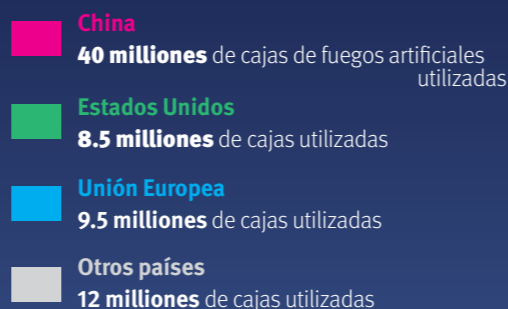 China
40 milliones de cajas de fuegos artificiales
utilizadas
Estados Unidos
8.5 milliones de cajas utilizadas
Unión Europea
9.5 milliones de cajas utilizadas
Otros países
12 milliones de cajas utilizadas